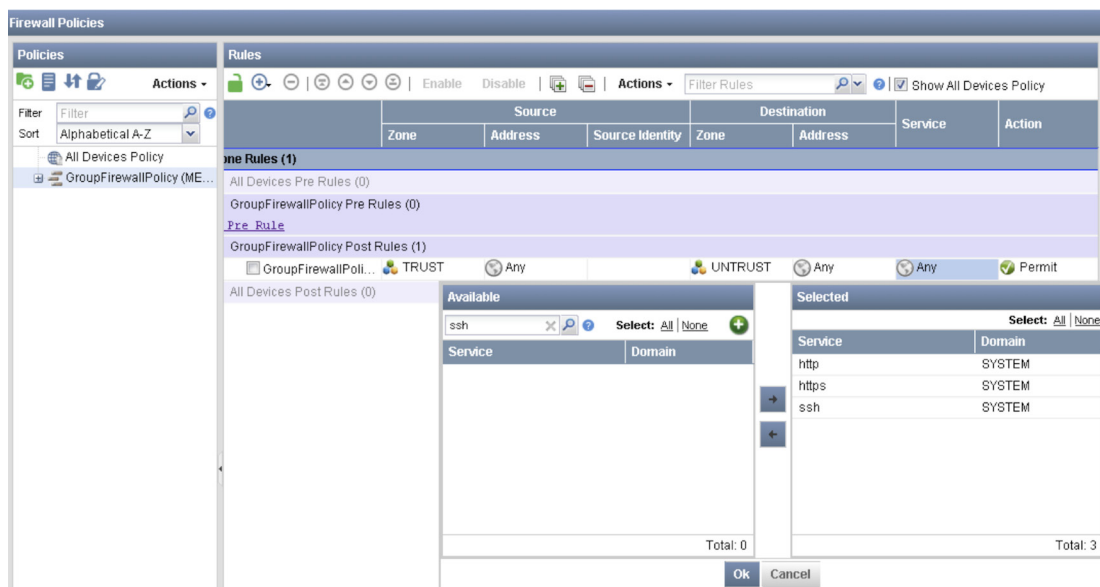 Firewall Policies
Policies
Rules
Actions
Enable Disable Actions Filter Rules Show All Devices Policy
Filter Filter
Sort Alphabetical A-Z
All Devices Policy
GroupFirewallPolicy (ME...
Source Destination Service Action
Zone Address Source Identity Zone Address
one Rules (1)
All Devices Pre Rules (0)
GroupFirewallPolicy Pre Rules (0)
Pre Rule
GroupFirewallPolicy Post Rules (1)
GroupFirewallPoli... TRUST Any UNTRUST Any Any Permit
All Devices Post Rules (0)
Available
ssh Select: All None
Service Domain
Total: 0
Selected
Select: All None
Service Domain
http SYSTEM
https SYSTEM
ssh SYSTEM
Total: 3
Ok Cancel